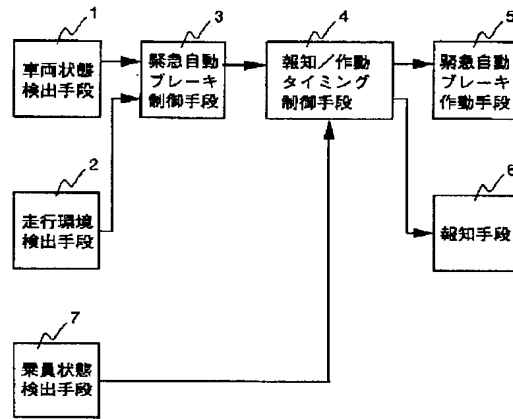 1
車両状態
検出手段
2
走行環境
検出手段
3
緊急自動
ブレーキ
制御手段
4
報知／作動
タイミング
制御手段
5
緊急自動
ブレーキ
作動手段
6
報知手段
7
乗員状態
検出手段